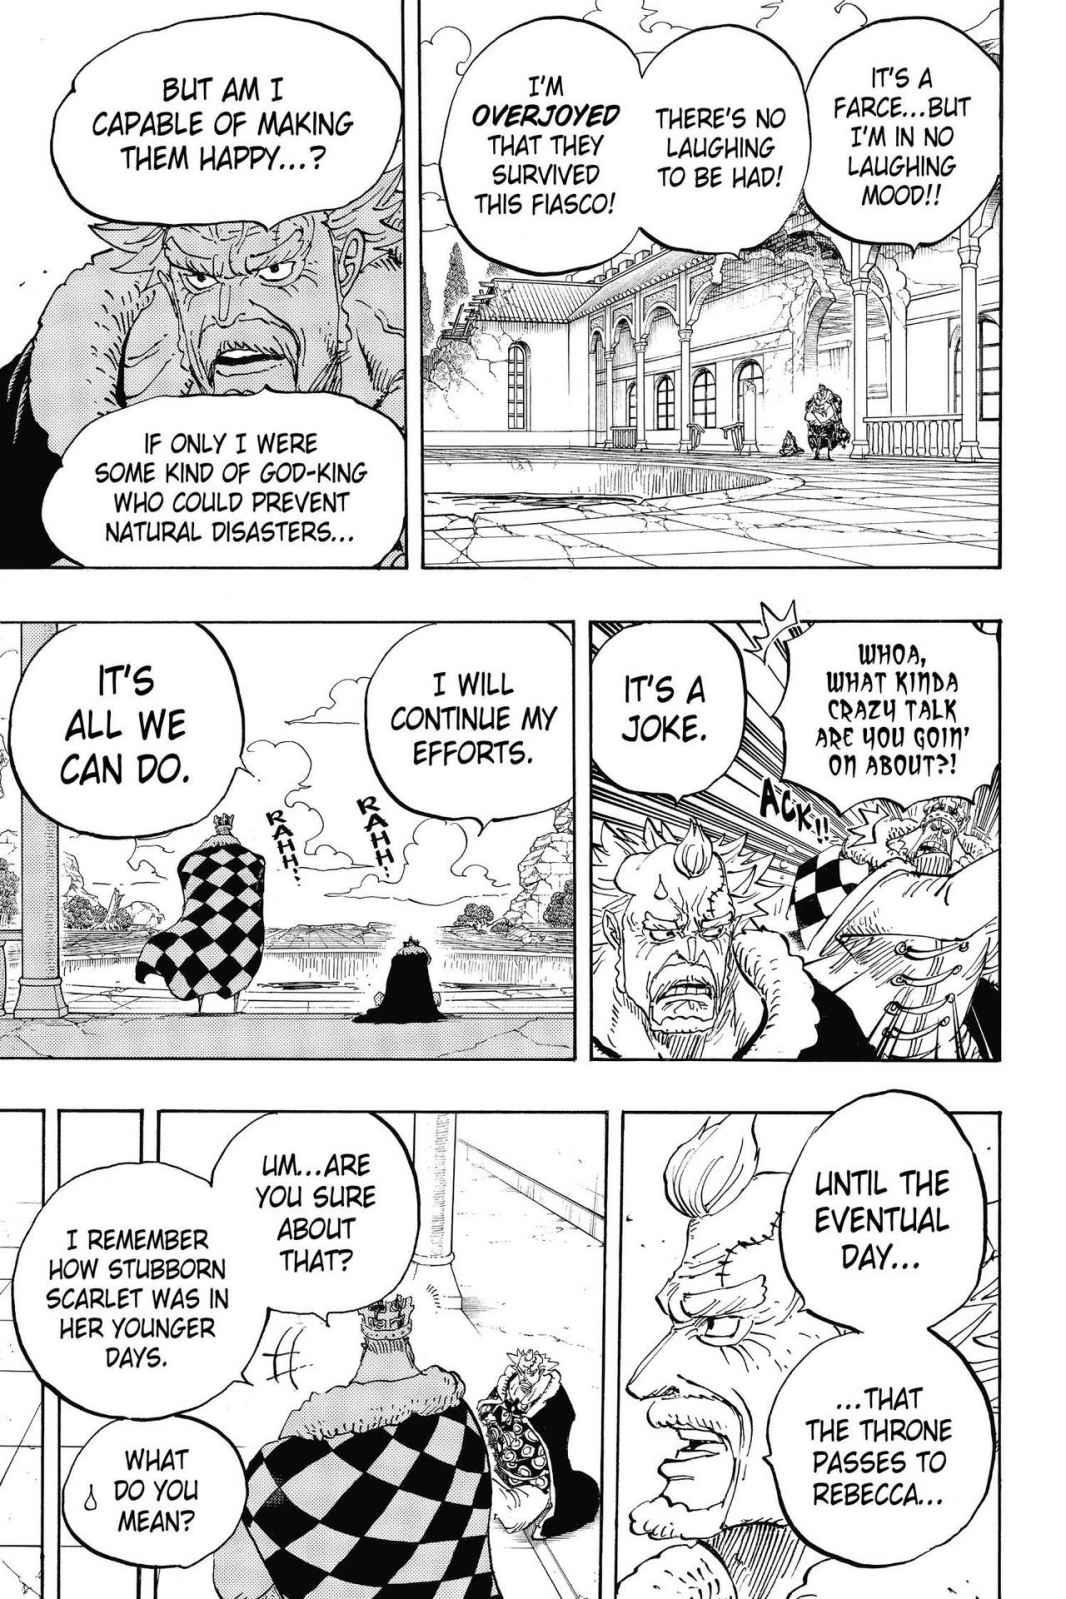 IT'S A
FARCE...BUT
I'M IN NO
LAUGHING
MOOD!!
THERE'S NO
LAUGHING
TO BE HAD!
I'M
OVERJOYED
THAT THEY
SURVIVED
THIS FIASCO!
BUT AM I
CAPABLE OF MAKING
THEM HAPPY...?
IF ONLY I WERE
SOME KIND OF GOD-KING
WHO COULD PREVENT
NATURAL DISASTERS...
WHOA,
WHAT KINDA
CRAZY TALK
ARE YOU GOIN'
ON ABOUT?!
ACK!!
IT'S A
JOKE.
I WILL
CONTINUE MY
EFFORTS.
RAHH...
RAHH...
IT'S
ALL WE
CAN DO.
UNTIL THE
EVENTUAL
DAY...
...THAT
THE THRONE
PASSES TO
REBECCA...
UM...ARE
YOU SURE
ABOUT
THAT?
I REMEMBER
HOW STUBBORN
SCARLET WAS IN
HER YOUNGER
DAYS.
WHAT
DO YOU
MEAN?